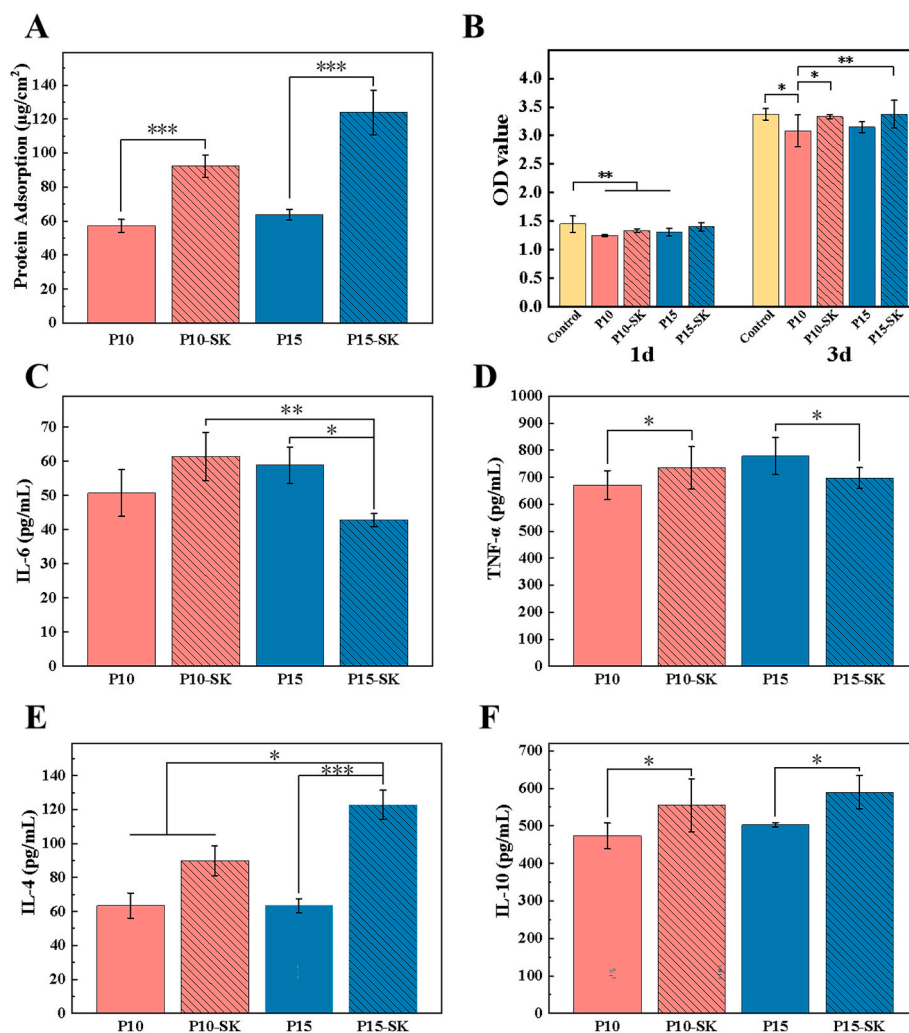 A
Protein Adsorption (μg/cm²)
140
120
100
80
60
40
20
0
***
***
P10
P10-SK
P15
P15-SK
B
OD value
4.0
3.5
3.0
2.5
2.0
1.5
1.0
0.5
0.0
**
*
*
**
Control
P10
P10-SK
P15
P15-SK
Control
P10
P10-SK
P15
P15-SK
1d
3d
C
IL-6 (pg/mL)
70
60
50
40
30
20
10
0
**
*
P10
P10-SK
P15
P15-SK
D
TNF-α (pg/mL)
1000
900
800
700
600
500
400
300
200
100
0
*
*
P10
P10-SK
P15
P15-SK
E
IL-4 (pg/mL)
140
120
100
80
60
40
20
0
*
***
P10
P10-SK
P15
P15-SK
F
IL-10 (pg/mL)
700
600
500
400
300
200
100
0
*
*
P10
P10-SK
P15
P15-SK